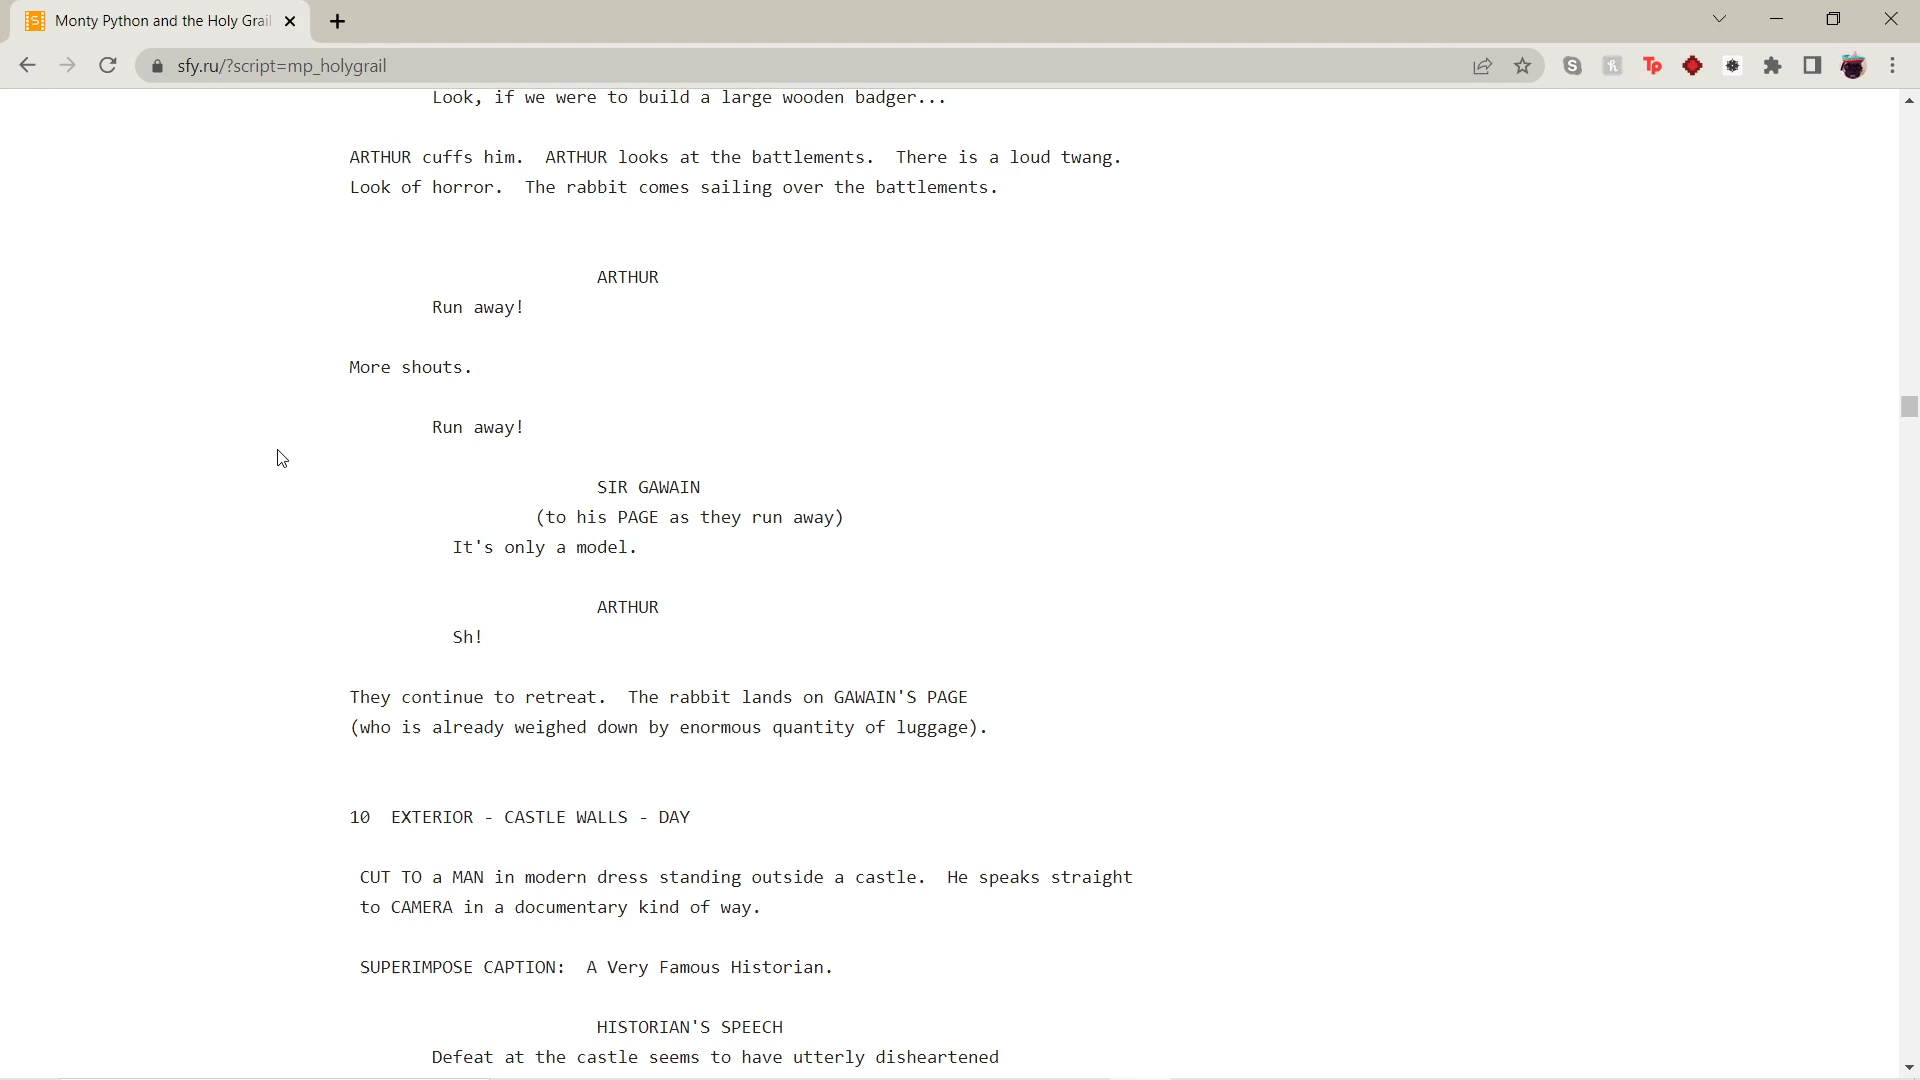 Monty Python and the Holy Grail
sfy.ru/?script=mp_holygrail
Look, if we were to build a large wooden badger...
ARTHUR cuffs him.  ARTHUR looks at the battlements.  There is a loud twang.
Look of horror.  The rabbit comes sailing over the battlements.
ARTHUR
Run away!
More shouts.
Run away!
SIR GAWAIN
(to his PAGE as they run away)
It's only a model.
ARTHUR
Sh!
They continue to retreat.  The rabbit lands on GAWAIN'S PAGE
(who is already weighed down by enormous quantity of luggage).
10  EXTERIOR - CASTLE WALLS - DAY
CUT TO a MAN in modern dress standing outside a castle.  He speaks straight
to CAMERA in a documentary kind of way.
SUPERIMPOSE CAPTION:  A Very Famous Historian.
HISTORIAN'S SPEECH
Defeat at the castle seems to have utterly disheartened